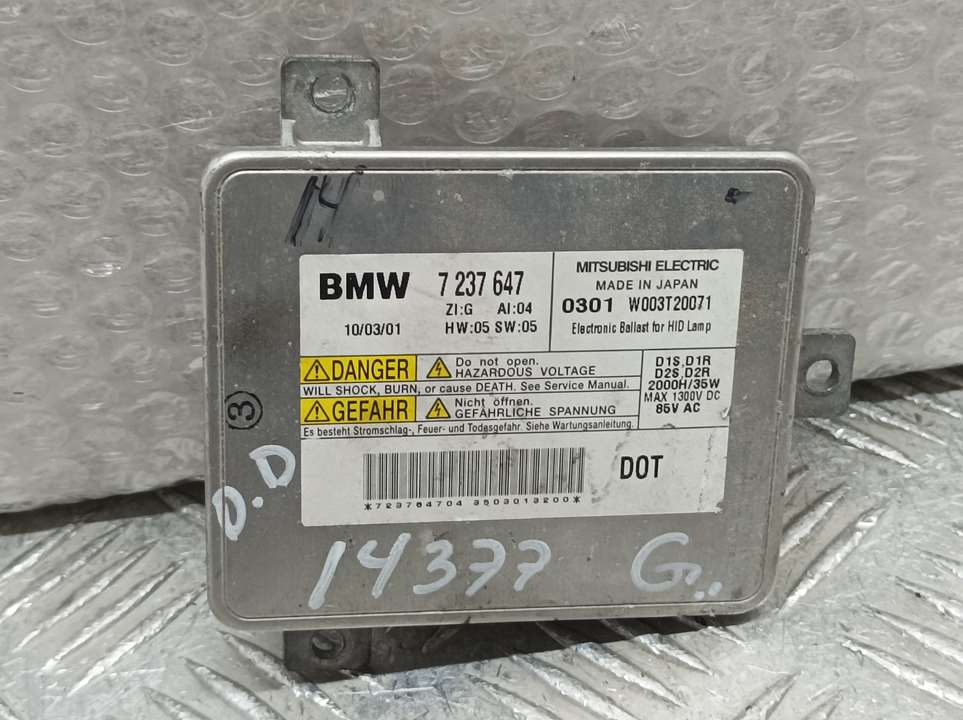 14
BMW 7 237 647
ZI:G AI:04
10/03/01 HW:05 SW:05
MITSUBISHI ELECTRIC
MADE IN JAPAN
0301 W003T20071
Electronic Ballast for HID Lamp
DANGER Do not open.
HAZARDOUS VOLTAGE
WILL SHOCK, BURN, or cause DEATH. See Service Manual.
GEFAHR Nicht öffnen.
GEFÄHRLICHE SPANNUNG
Es besteht Stromschlag-, Feuer- und Todesgefahr. Siehe Wartungsanleitung.
D1S,D1R
D2S,D2R
2000H/35W
MAX 1300V DC
85V AC
3
D.D
*723764704 3503013200*
DOT
14377 G..